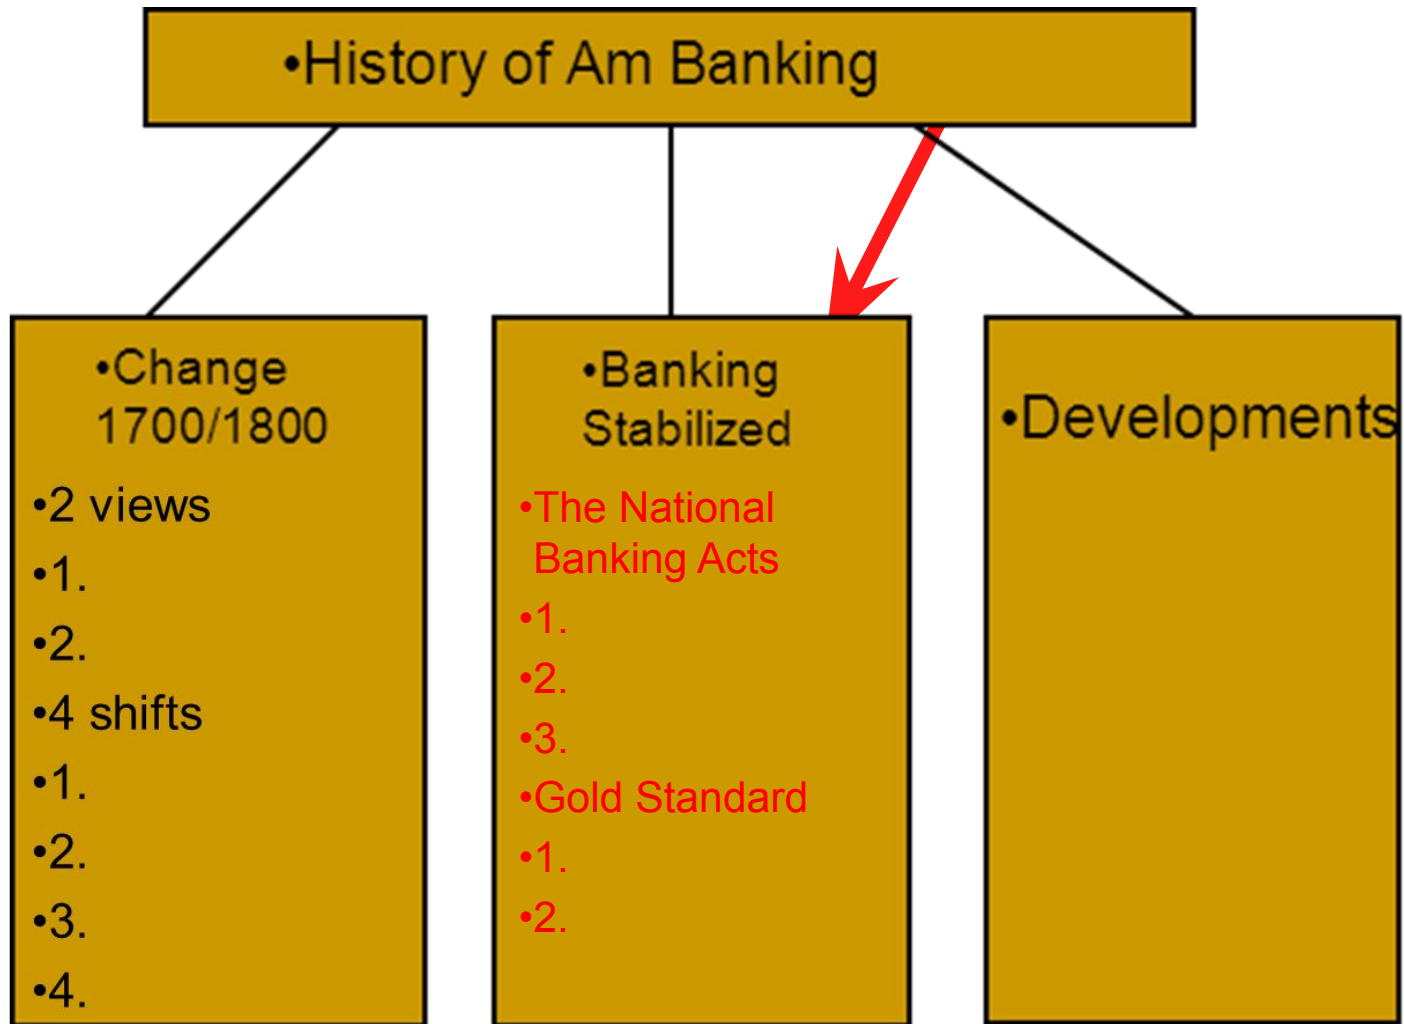 •History of Am Banking
•Change
1700/1800
•2 views
•1.
•2.
•4 shifts
•1.
•2.
•3.
•4.
•Banking
Stabilized
•The National
Banking Acts
•1.
•2.
•3.
•Gold Standard
•1.
•2.
•Developments